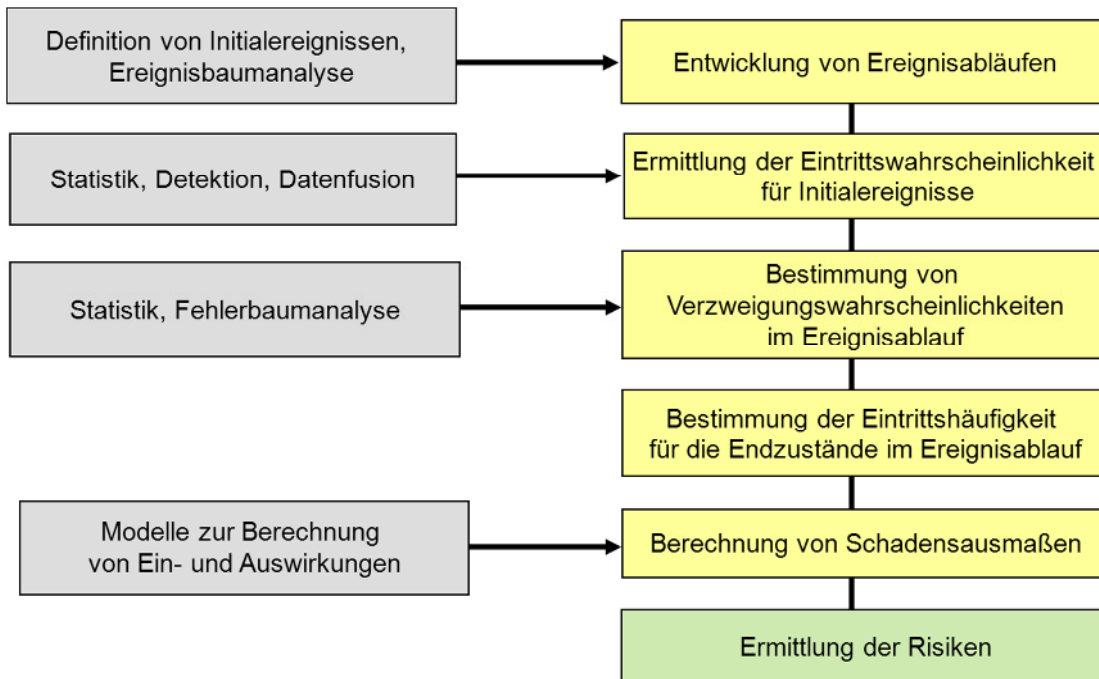 Definition von Initialereignissen,
Ereignisbaumanalyse
Entwicklung von Ereignisabläufen
Statistik, Detektion, Datenfusion
Ermittlung der Eintrittswahrscheinlichkeit
für Initialereignisse
Statistik, Fehlerbaumanalyse
Bestimmung von
Verzweigungswahrscheinlichkeiten
im Ereignisablauf
Bestimmung der Eintrittshäufigkeit
für die Endzustände im Ereignisablauf
Modelle zur Berechnung
von Ein- und Auswirkungen
Berechnung von Schadensausmaßen
Ermittlung der Risiken